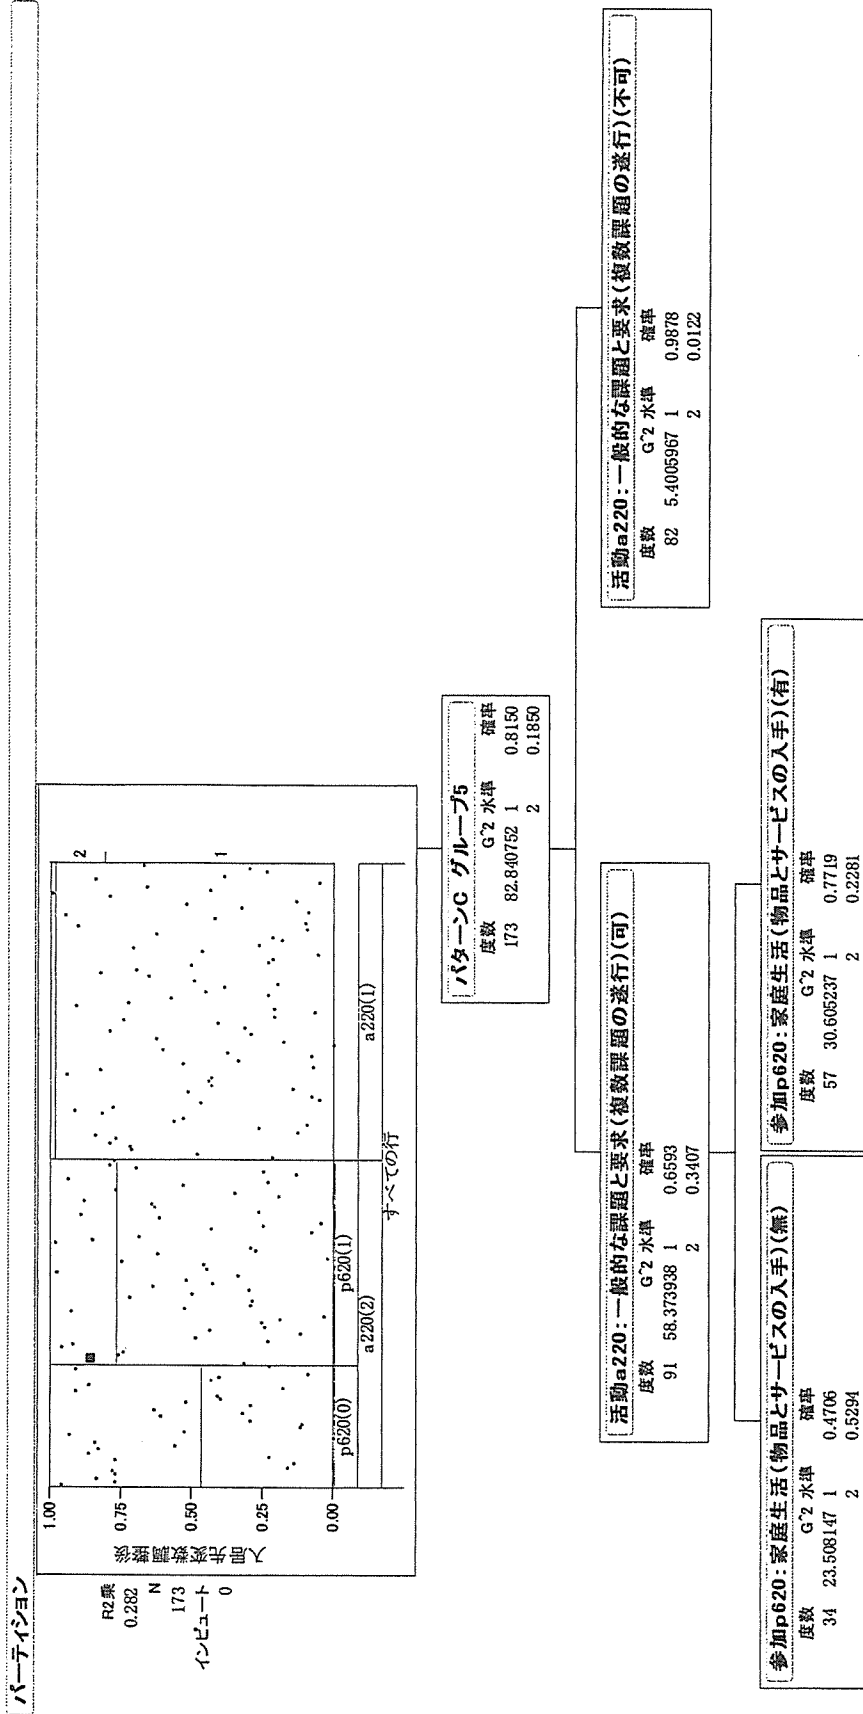 パーティション
1.00
0.75
0.50
0.25
0.00
入居先変数調整後
2
1
p620(0)
p620(1)
a220(2)
a220(1)
すべての行
R2乗
0.282
N
173
インピュート
0
パターンC グループ5
度数 G^2 水準 確率
173 82.840752 1 0.8150
2 0.1850
活動a220:一般的な課題と要求(複数課題の遂行)(可)
度数 G^2 水準 確率
91 58.373938 1 0.6593
2 0.3407
活動a220:一般的な課題と要求(複数課題の遂行)(不可)
度数 G^2 水準 確率
82 5.4005967 1 0.9878
2 0.0122
参加p620:家庭生活(物品とサービスの入手)(無)
度数 G^2 水準 確率
34 23.508147 1 0.4706
2 0.5294
参加p620:家庭生活(物品とサービスの入手)(有)
度数 G^2 水準 確率
57 30.605237 1 0.7719
2 0.2281